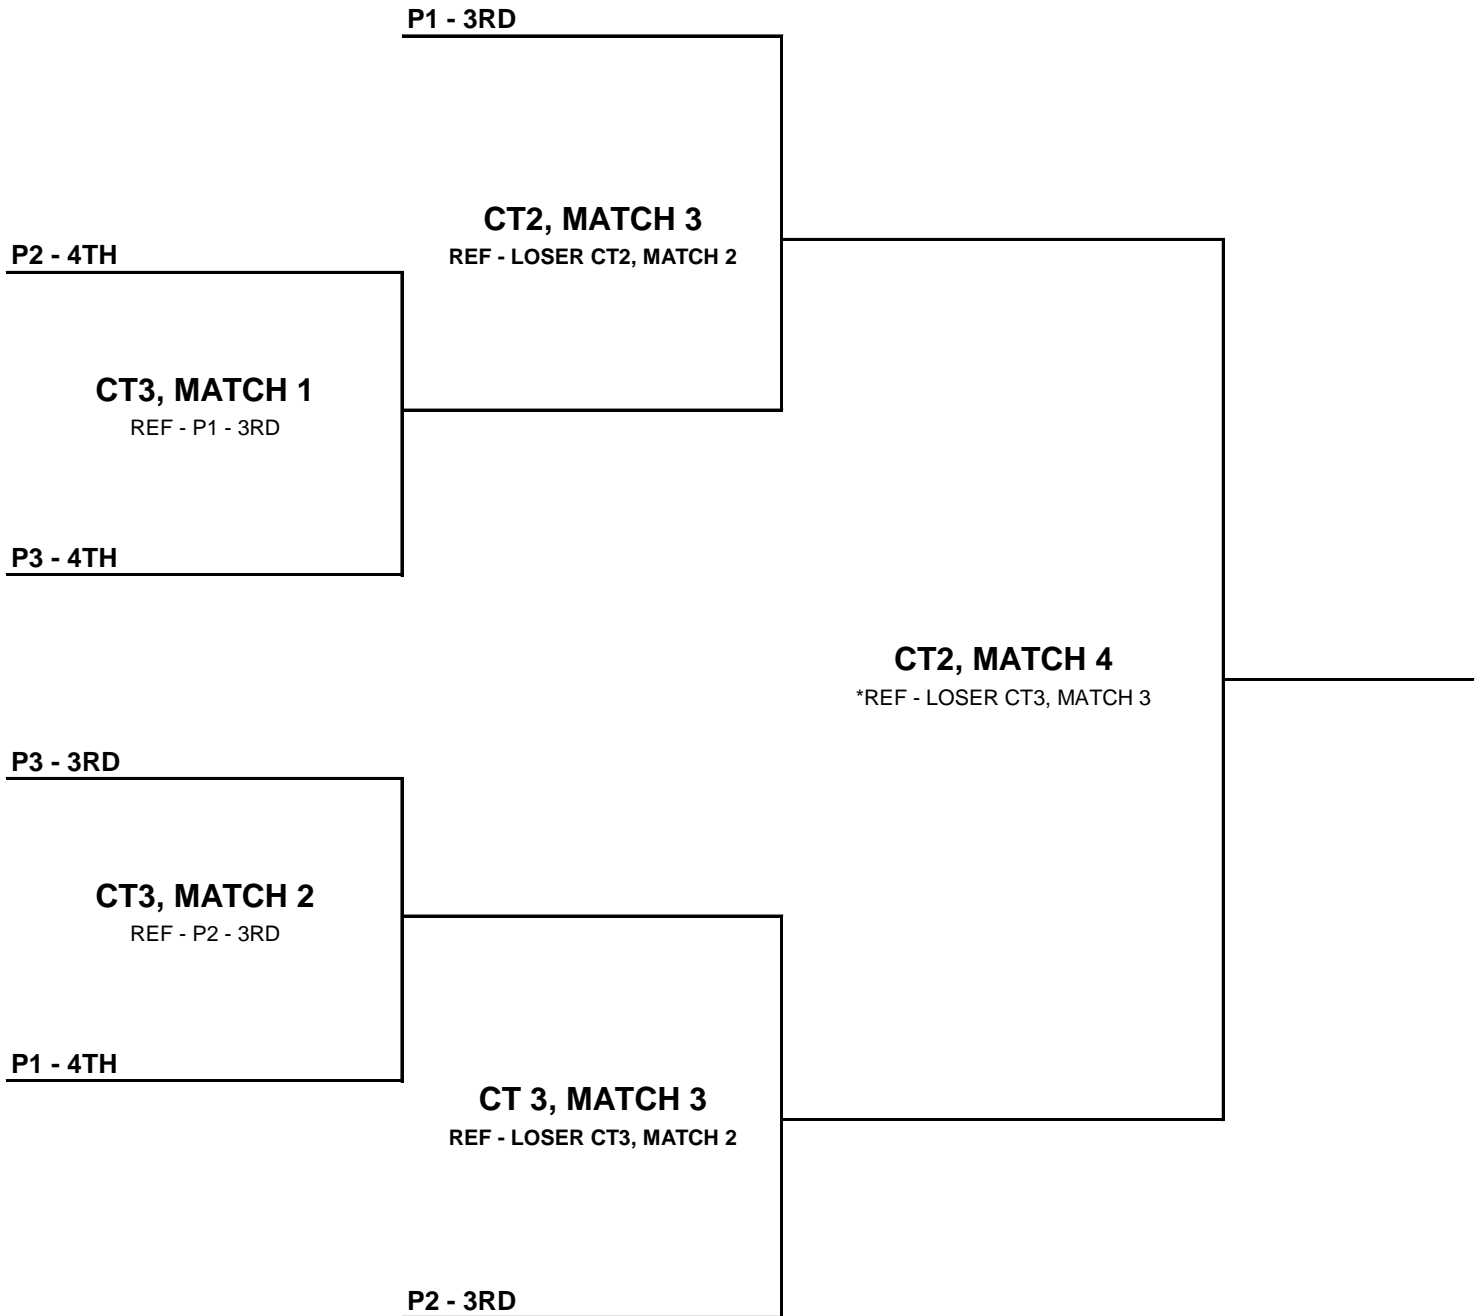 P1 - 3RD
CT2, MATCH 3
REF - LOSER CT2, MATCH 2
P2 - 4TH
CT3, MATCH 1
REF - P1 - 3RD
P3 - 4TH
CT2, MATCH 4
*REF - LOSER CT3, MATCH 3
P3 - 3RD
CT3, MATCH 2
REF - P2 - 3RD
P1 - 4TH
CT 3, MATCH 3
REF - LOSER CT3, MATCH 2
P2 - 3RD